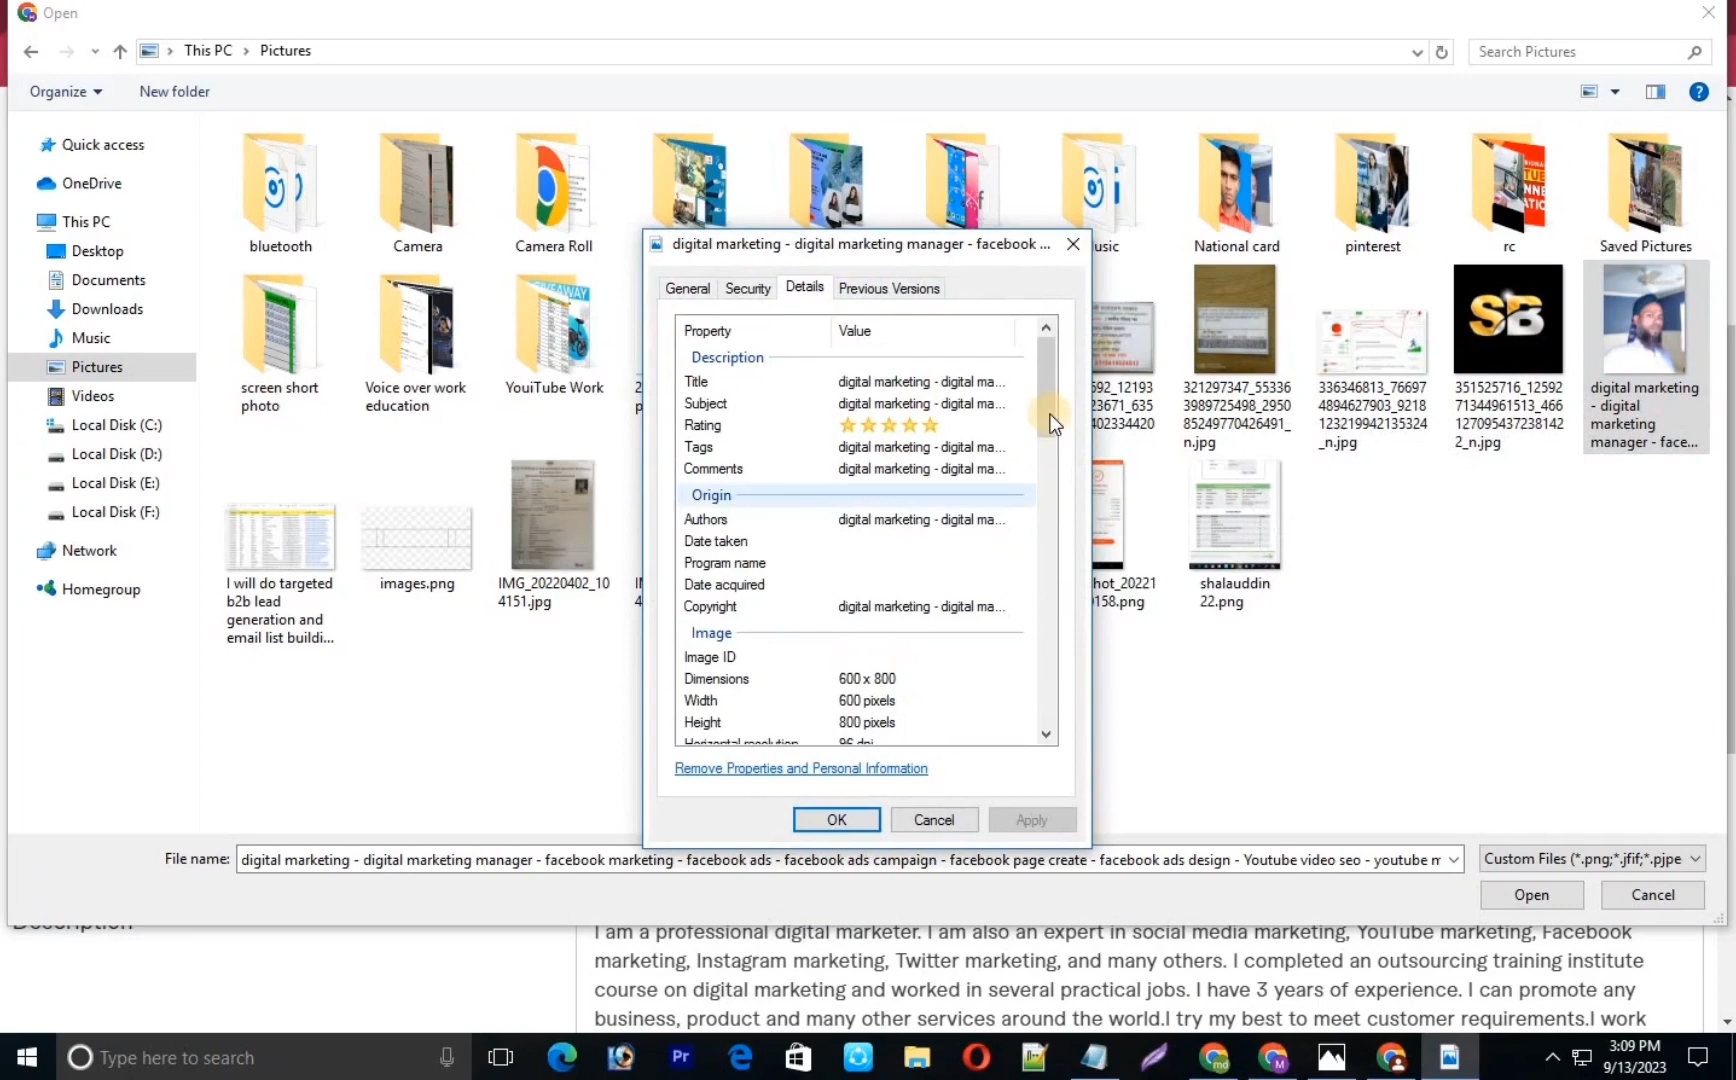 Open
This PC
Pictures
Search Pictures
Organize
New folder
Quick access
OneDrive
This PC
Desktop
Documents
Downloads
Music
Pictures
Videos
Local Disk (C:)
Local Disk (D:)
Local Disk (E:)
Local Disk (F:)
Network
Homegroup
bluetooth
Camera
Camera Roll
National card
pinterest
rc
Saved Pictures
screen short
photo
Voice over work
education
YouiTube Work
321297347_55336
3989725498_2950
85249770426491_
n.jpg
336346813_76697
4894627903_9218
123219942135324
_n.jpg
351525716_12592
71344961513_466
127095437238142
2_n.jpg
digital marketing
- digital
marketing
manager - face...
I will do targeted
b2b lead
generation and
email list buildi...
images.png
IMG_20220402_10
4151.jpg
shalauddin
22.png
digital marketing - digital marketing manager - facebook ...
General
Security
Details
Previous Versions
Property Value
Description
Title digital marketing - digital ma...
Subject digital marketing - digital ma...
Rating
Tags digital marketing - digital ma...
Comments digital marketing - digital ma...
Origin
Authors digital marketing - digital ma...
Date taken
Program name
Date acquired
Copyright digital marketing - digital ma...
Image
Image ID
Dimensions 600 x 800
Width 600 pixels
Height 800 pixels
Horizontal resolution 96 dpi
Remove Properties and Personal Information
OK
Cancel
Apply
File name: digital marketing - digital marketing manager - facebook marketing - facebook ads - facebook ads campaign - facebook page create - facebook ads design - Youtube video seo - youtube m
Custom Files (*.png;*.jfif;*.pjpe
Open
Cancel
Description
I am a professional digital marketer. I am also an expert in social media marketing, YouTube marketing, Facebook
marketing, Instagram marketing, Twitter marketing, and many others. I completed an outsourcing training institute
course on digital marketing and worked in several practical jobs. I have 3 years of experience. I can promote any
business, product and many other services around the world.I try my best to meet customer requirements.I work
Type here to search
3:09 PM
9/13/2023